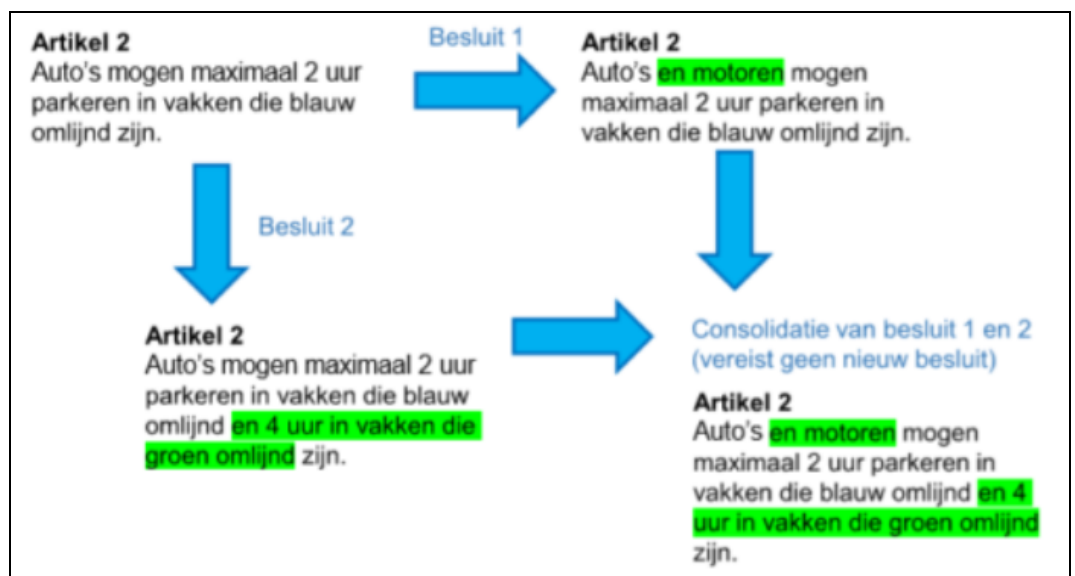 Artikel 2
Auto's mogen maximaal 2 uur
parkeren in vakken die blauw
omlijnd zijn.
Besluit 1
Artikel 2
Auto's en motoren mogen
maximaal 2 uur parkeren in
vakken die blauw omlijnd zijn.
Besluit 2
Artikel 2
Auto's mogen maximaal 2 uur
parkeren in vakken die blauw
omlijnd en 4 uur in vakken die
groen omlijnd zijn.
Consolidatie van besluit 1 en 2
(vereist geen nieuw besluit)
Artikel 2
Auto's en motoren mogen
maximaal 2 uur parkeren in
vakken die blauw omlijnd en 4
uur in vakken die groen omlijnd
zijn.